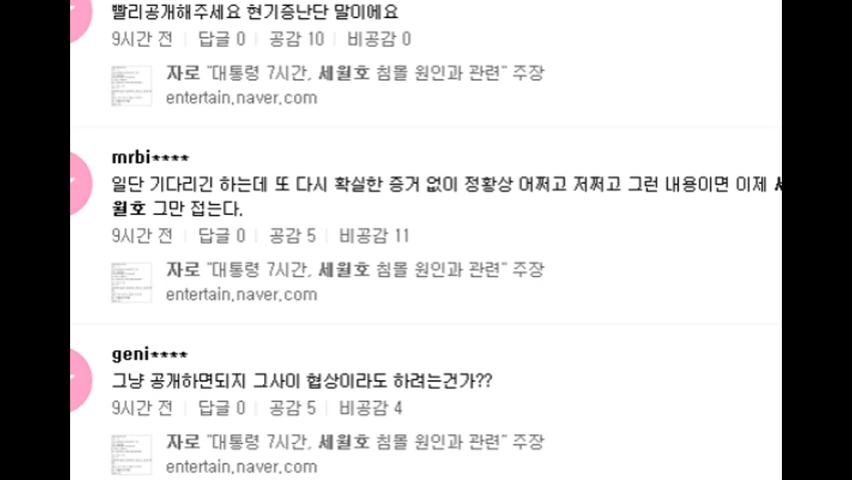 빨리공개해주세요 현기증난단 말이에요
9시간 전 답글 0 공감 10 비공감 0
자로 "대통령 7시간, 세월호 침몰 원인과 관련" 주장
entertain.naver.com
mrbi****
일단 기다리긴 하는데 또 다시 확실한 증거 없이 정황상 어쩌고 저쩌고 그런 내용이면 이제 세
월호 그만 접는다.
9시간 전 답글 0 공감 5 비공감 11
자로 "대통령 7시간, 세월호 침몰 원인과 관련" 주장
entertain.naver.com
geni****
그냥 공개하면되지 그사이 협상이라도 하려는건가??
9시간 전 답글 0 공감 5 비공감 4
자로 "대통령 7시간, 세월호 침몰 원인과 관련" 주장
entertain.naver.com